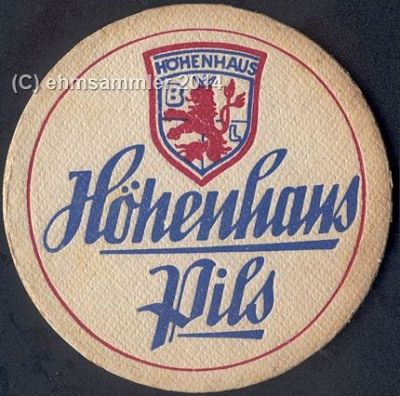 HÖHENHAUS
(C) ehmsammler 2014
B
L
Höhenhaus
Pils